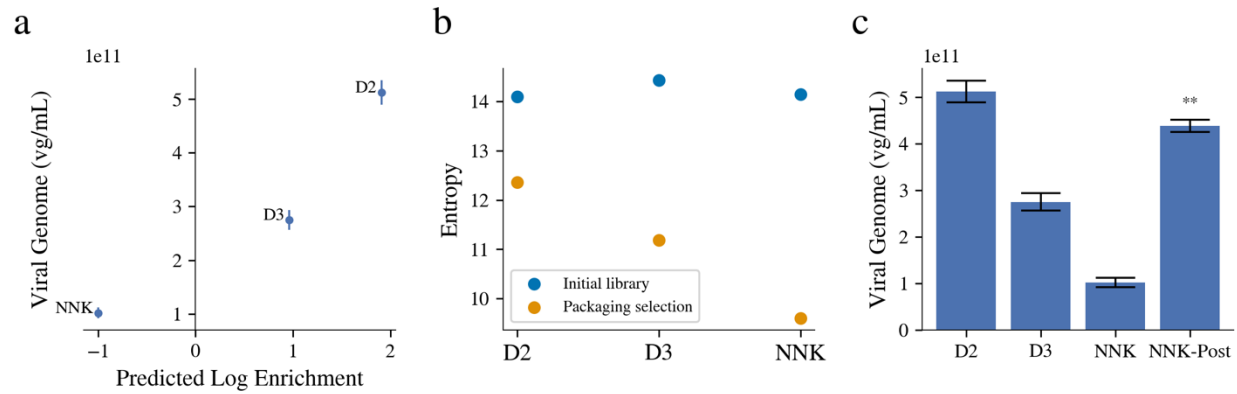 a
1e11
Viral Genome (vg/mL)
5
4
3
2
1
D2
D3
NNK
−1
0
1
2
Predicted Log Enrichment
b
Entropy
14
13
12
11
10
Initial library
Packaging selection
D2
D3
NNK
c
1e11
Viral Genome (vg/mL)
5
4
3
2
1
0
**
D2
D3
NNK
NNK-Post